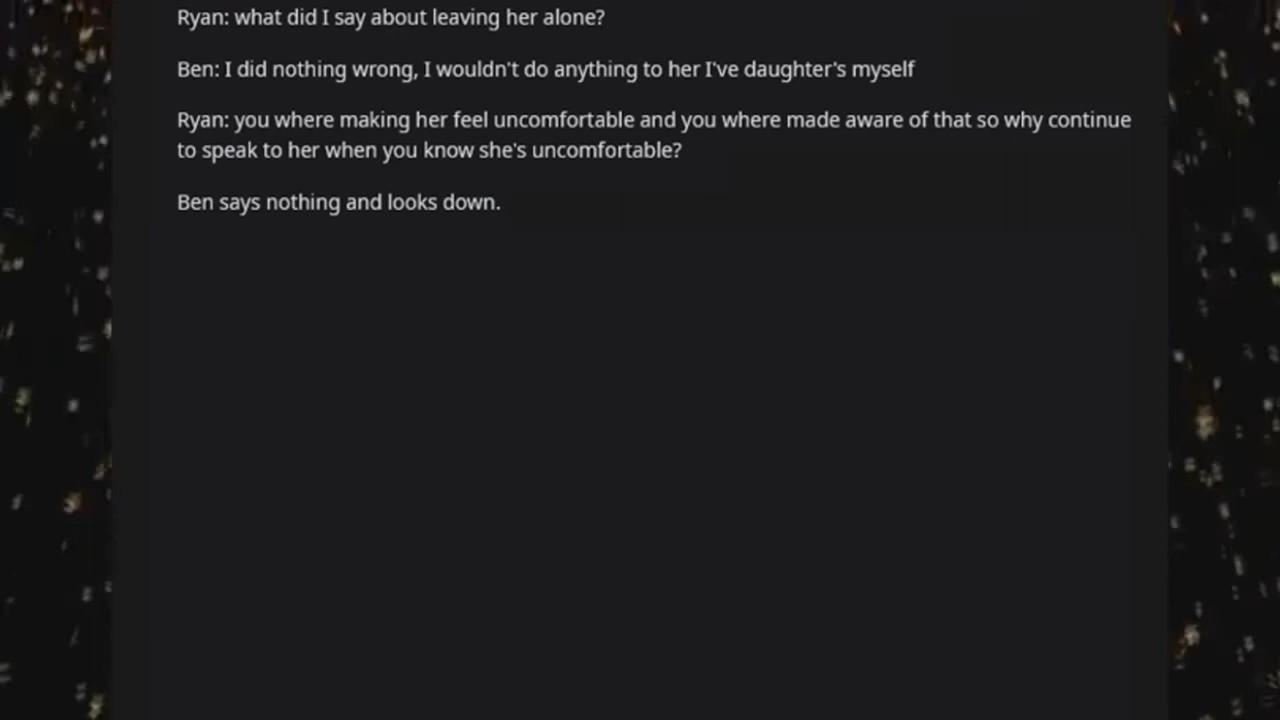 Ryan: what did I say about leaving her alone?
Ben: I did nothing wrong, I wouldn't do anything to her I've daughter's myself
Ryan: you where making her feel uncomfortable and you where made aware of that so why continue
to speak to her when you know she's uncomfortable?
Ben says nothing and looks down.